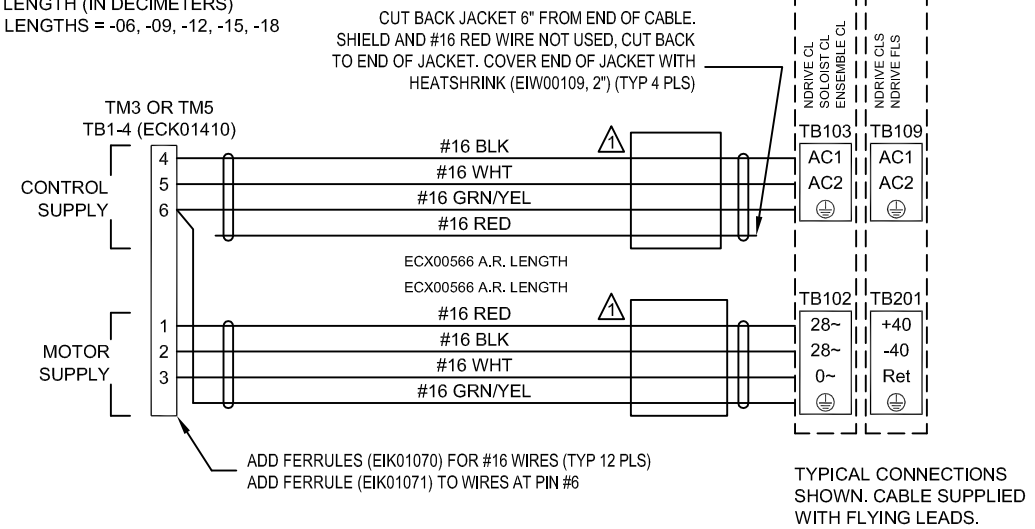 LENGTH (IN DECIMETERS)
LENGTHS = -06, -09, -12, -15, -18
CUT BACK JACKET 6" FROM END OF CABLE.
SHIELD AND #16 RED WIRE NOT USED, CUT BACK
TO END OF JACKET. COVER END OF JACKET WITH
HEATSHRINK (EIW00109, 2") (TYP 4 PLS)
NDRIVE CL
SOLOIST CL
ENSEMBLE CL
NDRIVE CLS
NDRIVE FLS
TM3 OR TM5
TB1-4 (ECK01410)
CONTROL
SUPPLY
4
5
6
#16 BLK
#16 WHT
#16 GRN/YEL
#16 RED
1
TB103
AC1
AC2
TB109
AC1
AC2
ECX00566 A.R. LENGTH
ECX00566 A.R. LENGTH
MOTOR
SUPPLY
1
2
3
#16 RED
#16 BLK
#16 WHT
#16 GRN/YEL
1
TB102
28~
28~
0~
TB201
+40
-40
Ret
ADD FERRULES (EIK01070) FOR #16 WIRES (TYP 12 PLS)
ADD FERRULE (EIK01071) TO WIRES AT PIN #6
TYPICAL CONNECTIONS
SHOWN. CABLE SUPPLIED
WITH FLYING LEADS.